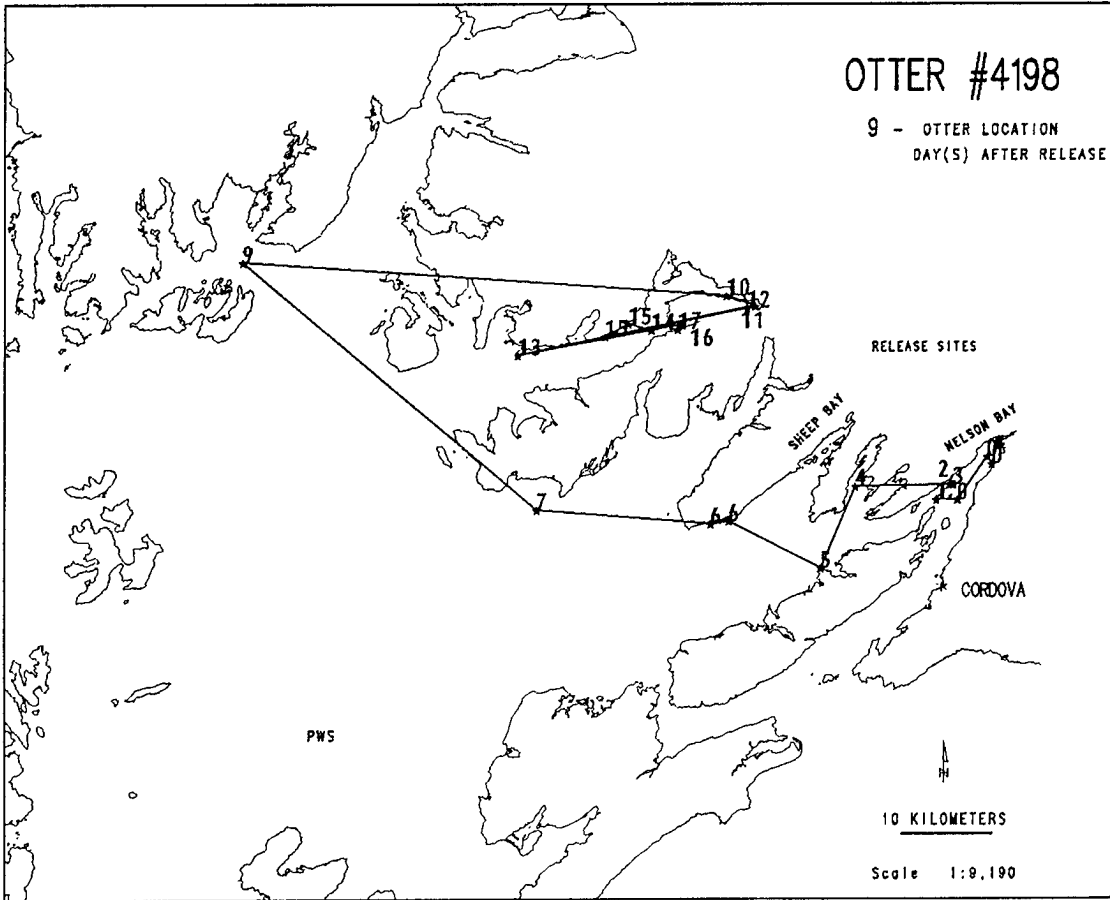 OTTER #4198
9 - OTTER LOCATION
DAY(S) AFTER RELEASE
9
10
12
11
15
17
16
13
RELEASE SITES
SHEEP BAY
NELSON BAY
4
2
3
7
6
6
5
CORDOVA
PWS
N
10 KILOMETERS
Scale 1:9,190